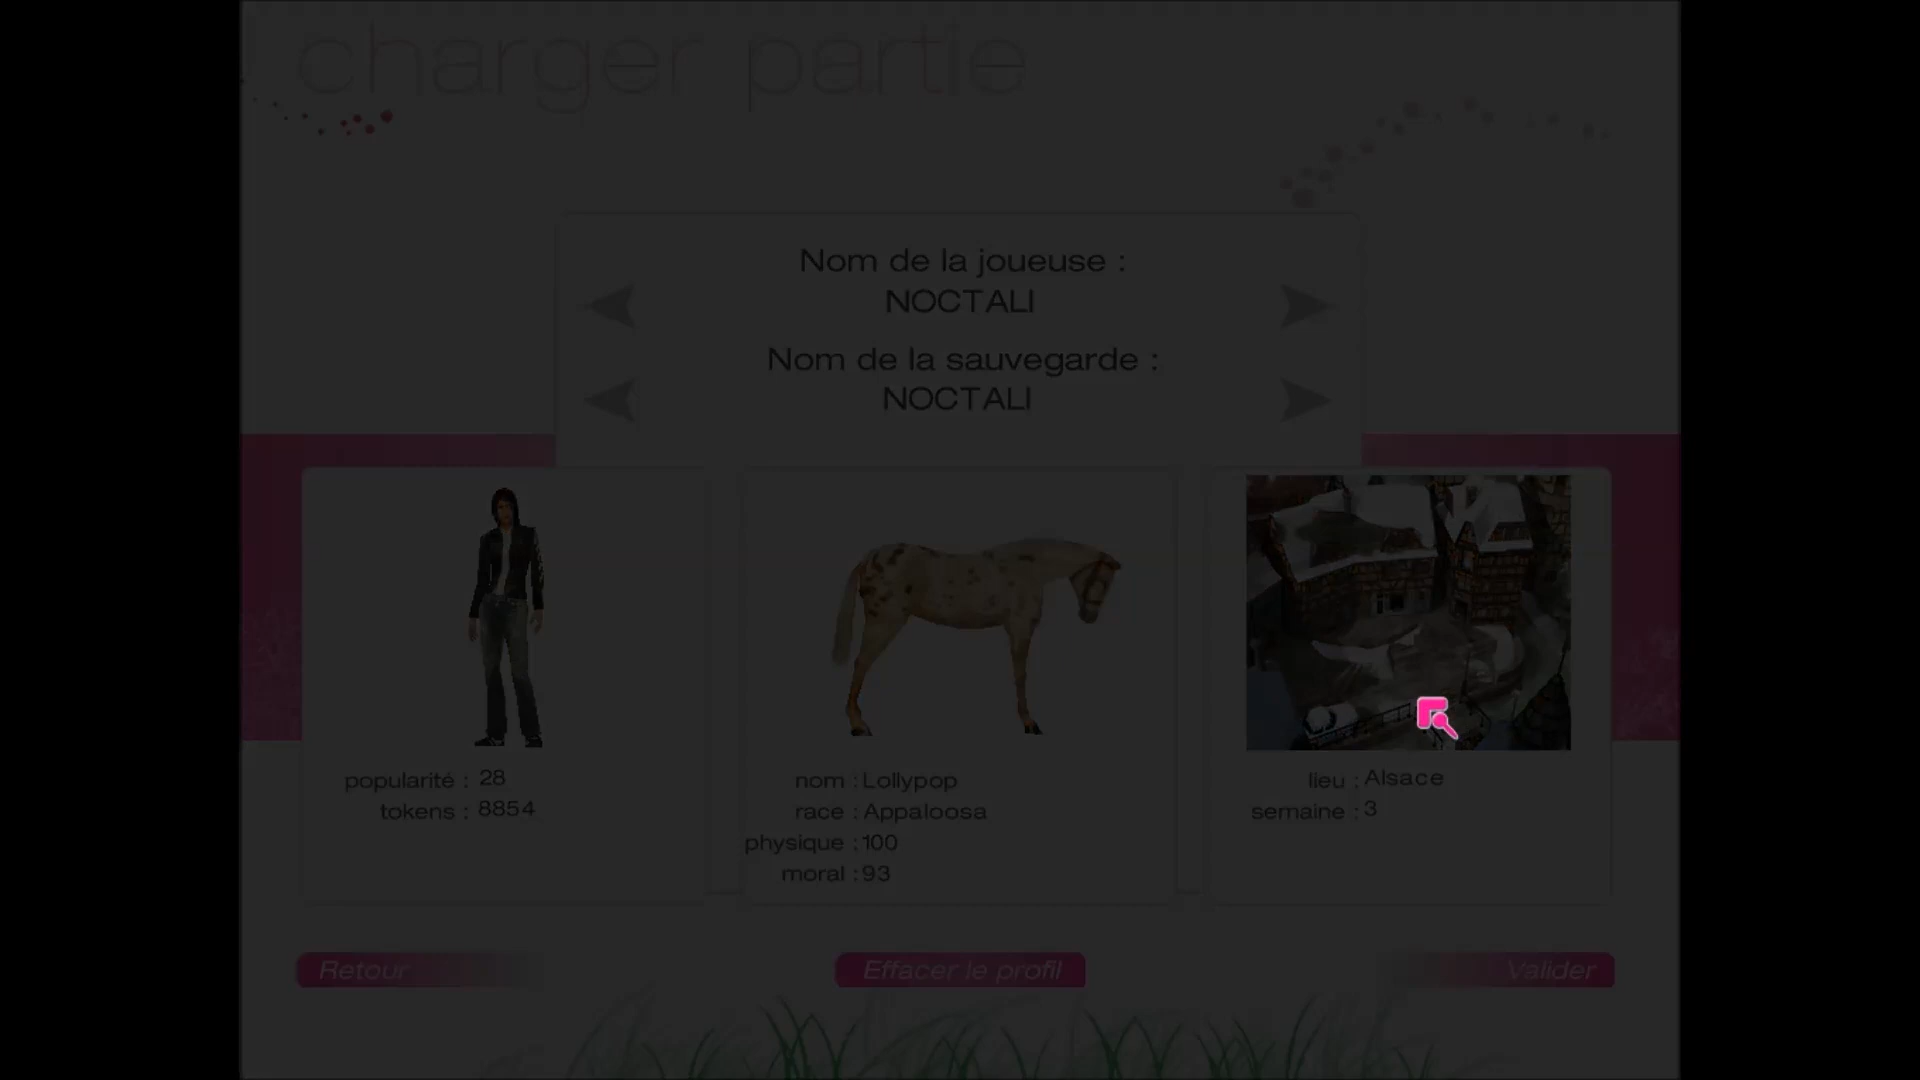 charger partie
Nom de la joueuse :
NOCTALI
Nom de la sauvegarde :
NOCTALI
popularité : 28
tokens : 8854
nom : Lollypop
race : Appaloosa
physique : 100
moral : 93
lieu : Alsace
semaine : 3
Retour
Effacer le profil
Valider